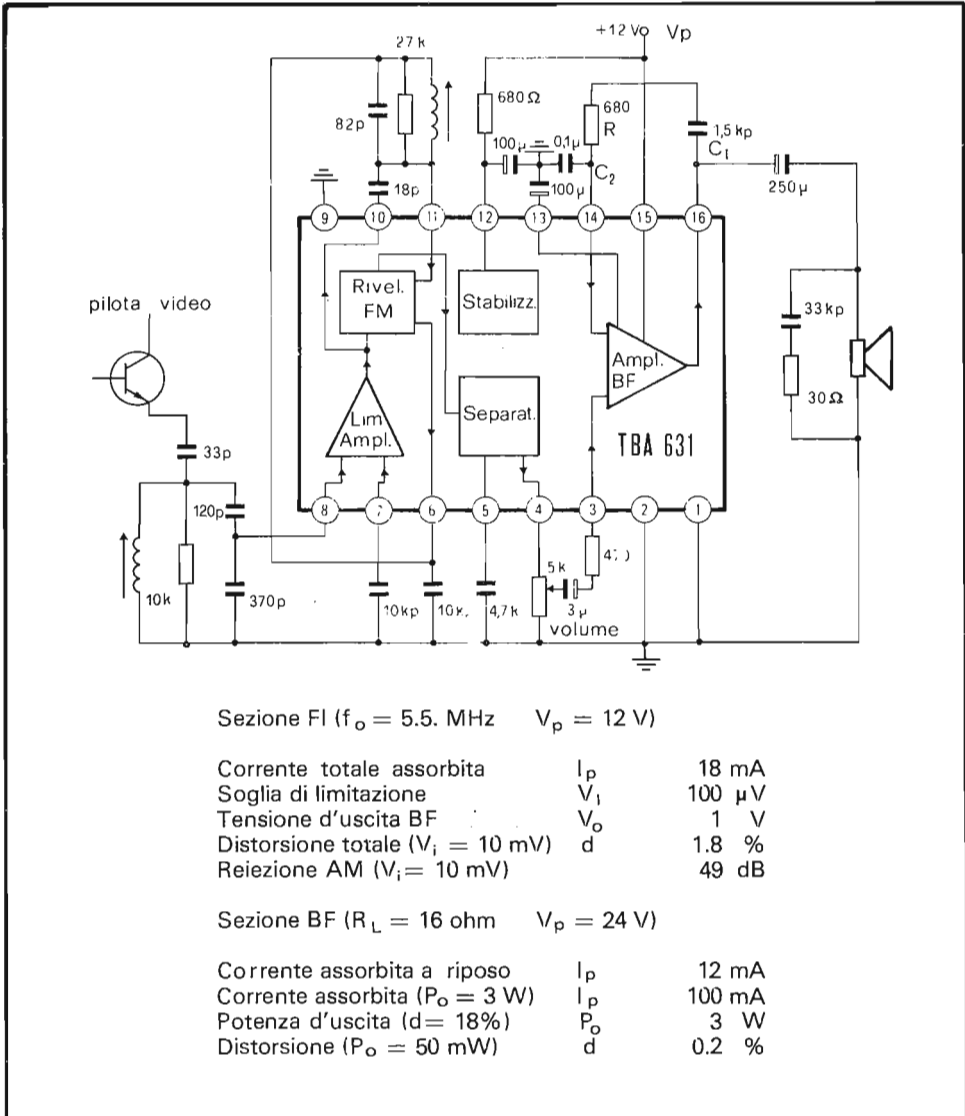 +12 V Vp
27 k
680Ω
680
R
82p
100µ
0,1µ
1,5 kp
C1
C2
18p
100µ
250µ
9 10 11 12 13 14 15 16
Rivel.
FM
Stabilizz.
pilota video
33kp
Ampl.
BF
30Ω
Separat.
Lim
Ampl.
TBA 631
33p
120p
8 7 6 5 4 3 2 1
5k
10k
370p
10kp
4,7k
3µ
volume
Sezione FI (fo = 5.5. MHz Vp = 12 V)
Corrente totale assorbita Ip 18 mA
Soglia di limitazione Vi 100 µV
Tensione d'uscita BF Vo 1 V
Distorsione totale (Vi = 10 mV) d 1.8 %
Reiezione AM (Vi= 10 mV) 49 dB
Sezione BF (RL = 16 ohm Vp = 24 V)
Corrente assorbita a riposo Ip 12 mA
Corrente assorbita (Po = 3 W) Ip 100 mA
Potenza d'uscita (d= 18%) Po 3 W
Distorsione (Po = 50 mW) d 0.2 %